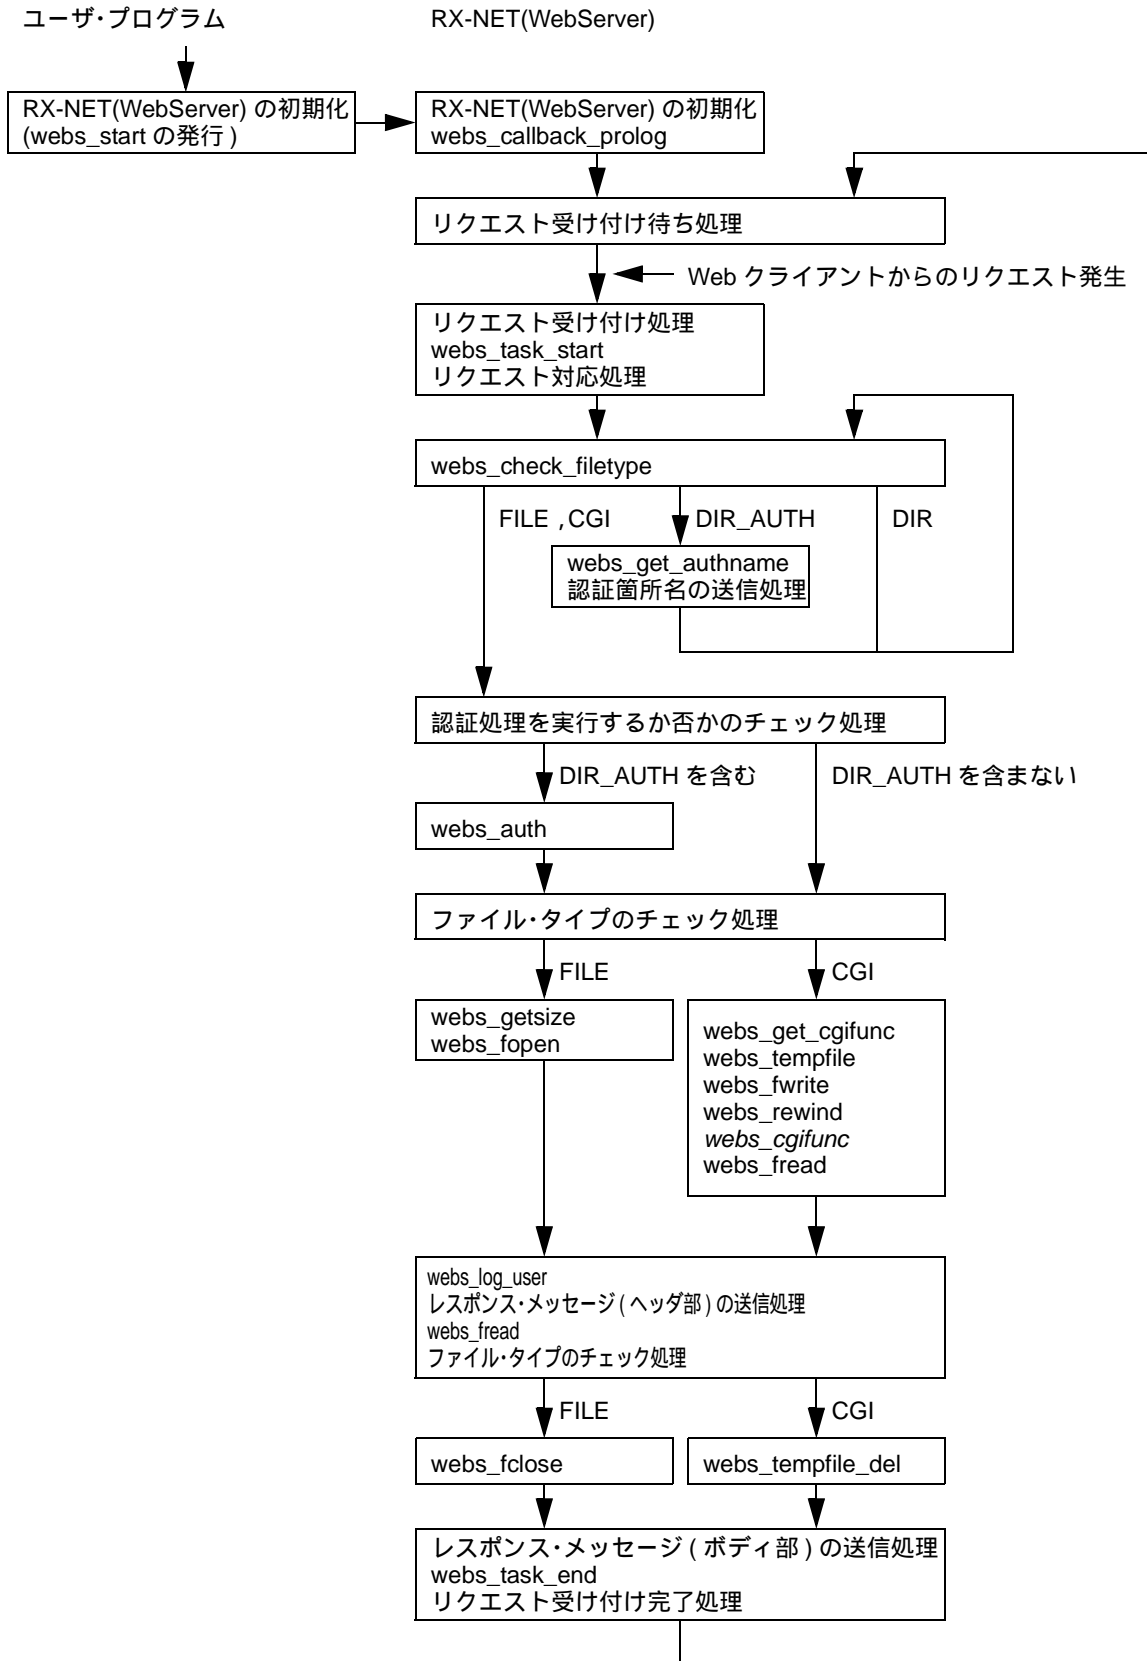 ユーザ・プログラム
RX-NET(WebServer)
RX-NET(WebServer) の初期化
(webs_start の発行 )
RX-NET(WebServer) の初期化
webs_callback_prolog
リクエスト受け付け待ち処理
Web クライアントからのリクエスト発生
リクエスト受け付け処理
webs_task_start
リクエスト対応処理
webs_check_filetype
FILE , CGI
DIR_AUTH
DIR
webs_get_authname
認証箇所名の送信処理
認証処理を実行するか否かのチェック処理
DIR_AUTH を含む
DIR_AUTH を含まない
webs_auth
ファイル・タイプのチェック処理
FILE
CGI
webs_getsize
webs_fopen
webs_get_cgifunc
webs_tempfile
webs_fwrite
webs_rewind
webs_cgifunc
webs_fread
webs_log_user
レスポンス・メッセージ ( ヘッダ部 ) の送信処理
webs_fread
ファイル・タイプのチェック処理
FILE
CGI
webs_fclose
webs_tempfile_del
レスポンス・メッセージ ( ボディ部 ) の送信処理
webs_task_end
リクエスト受け付け完了処理